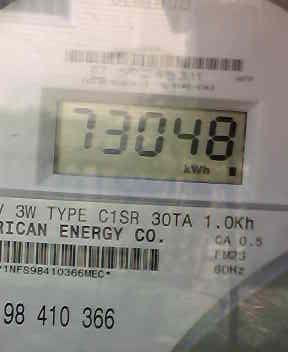 73048
kWh
V 3W TYPE C1SR 30TA 1.0Kh
RICAN ENERGY CO.
CA 0.5
FM2S
60Hz
*1NFS98410366MEC*
98 410 366